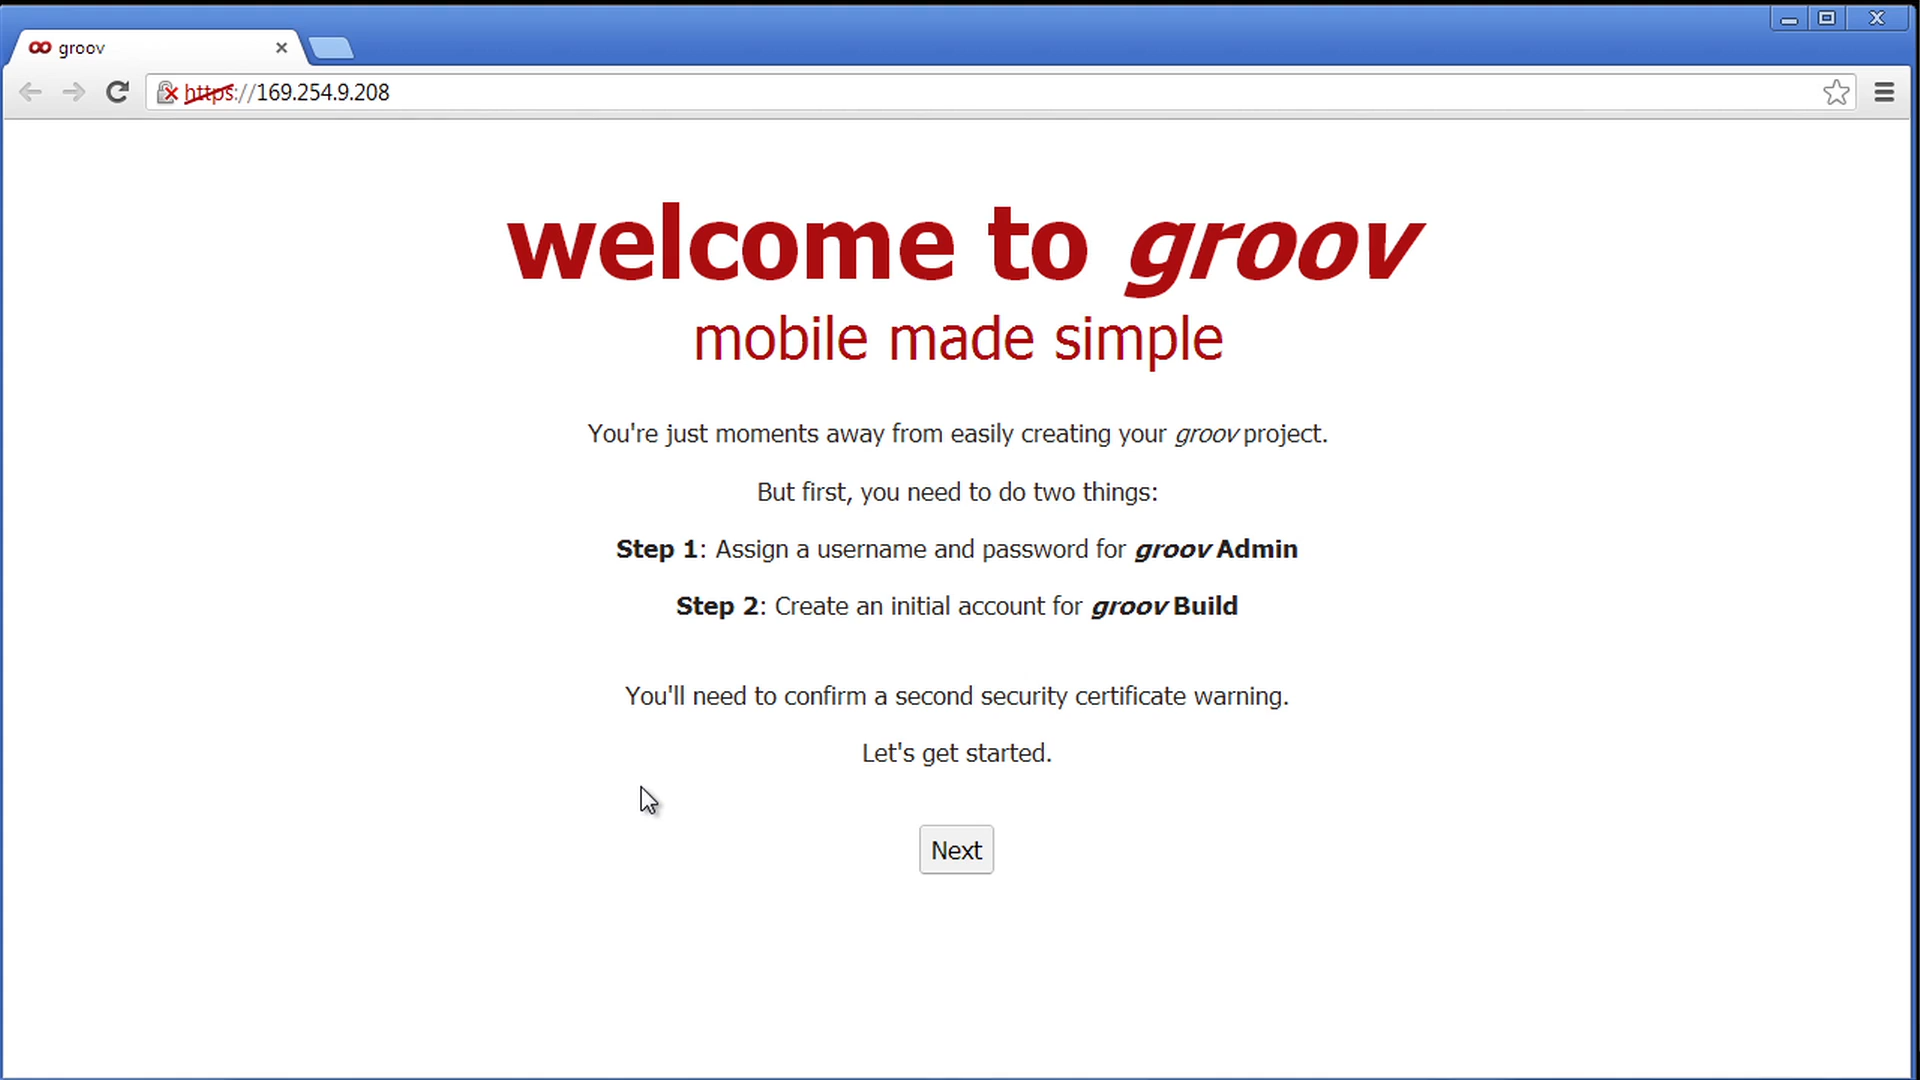 groov
https://169.254.9.208
welcome to groov
mobile made simple
You're just moments away from easily creating your groov project.
But first, you need to do two things:
Step 1: Assign a username and password for groov Admin
Step 2: Create an initial account for groov Build
You'll need to confirm a second security certificate warning.
Let's get started.
Next